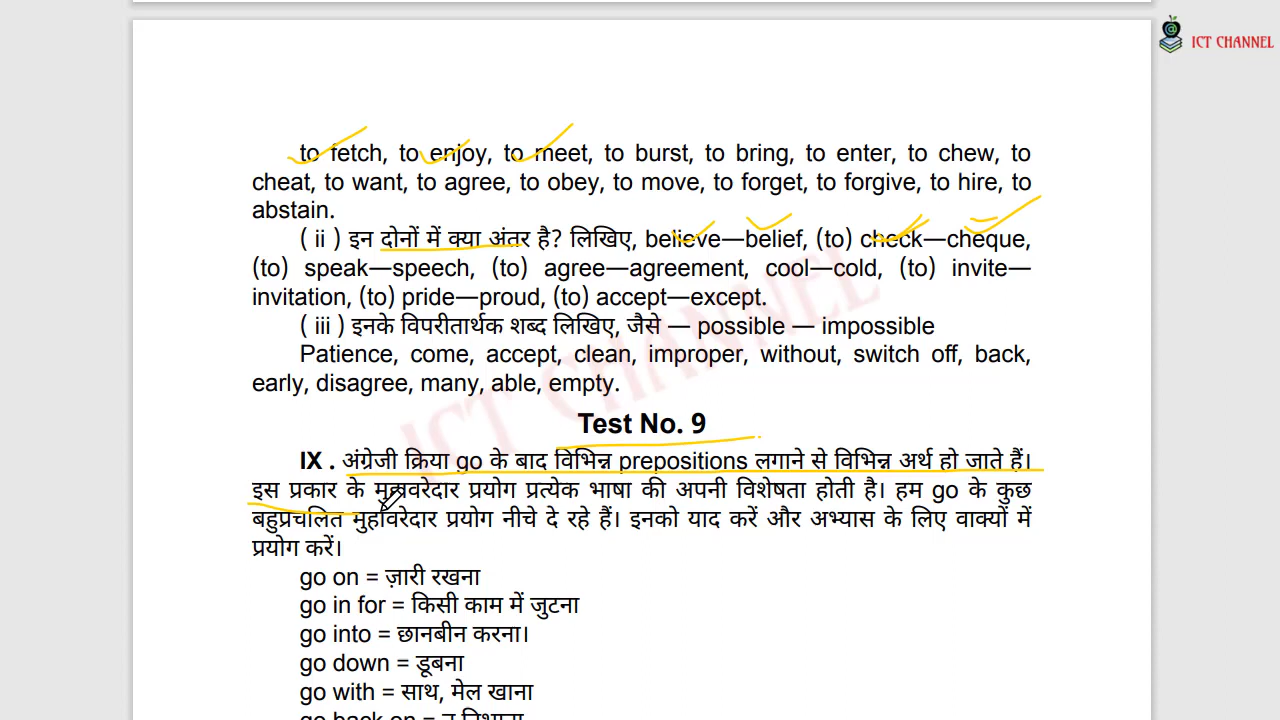 ICT CHANNEL
to fetch, to enjoy, to meet, to burst, to bring, to enter, to chew, to
cheat, to want, to agree, to obey, to move, to forget, to forgive, to hire, to
abstain.
( ii ) इन दोनों में क्या अंतर है? लिखिए, believe—belief, (to) check—cheque,
(to) speak—speech, (to) agree—agreement, cool—cold, (to) invite—
invitation, (to) pride—proud, (to) accept—except.
( iii ) इनके विपरीतार्थक शब्द लिखिए, जैसे — possible — impossible
Patience, come, accept, clean, improper, without, switch off, back,
early, disagree, many, able, empty.
ICT CHANNEL
Test No. 9
IX . अंग्रेजी क्रिया go के बाद विभिन्न prepositions लगाने से विभिन्न अर्थ हो जाते हैं।
इस प्रकार के मुहावरेदार प्रयोग प्रत्येक भाषा की अपनी विशेषता होती है। हम go के कुछ
बहुप्रचलित मुहावरेदार प्रयोग नीचे दे रहे हैं। इनको याद करें और अभ्यास के लिए वाक्यों में
प्रयोग करें।
go on = ज़ारी रखना
go in for = किसी काम में जुटना
go into = छानबीन करना।
go down = डूबना
go with = साथ, मेल खाना
go back on = न निभाना